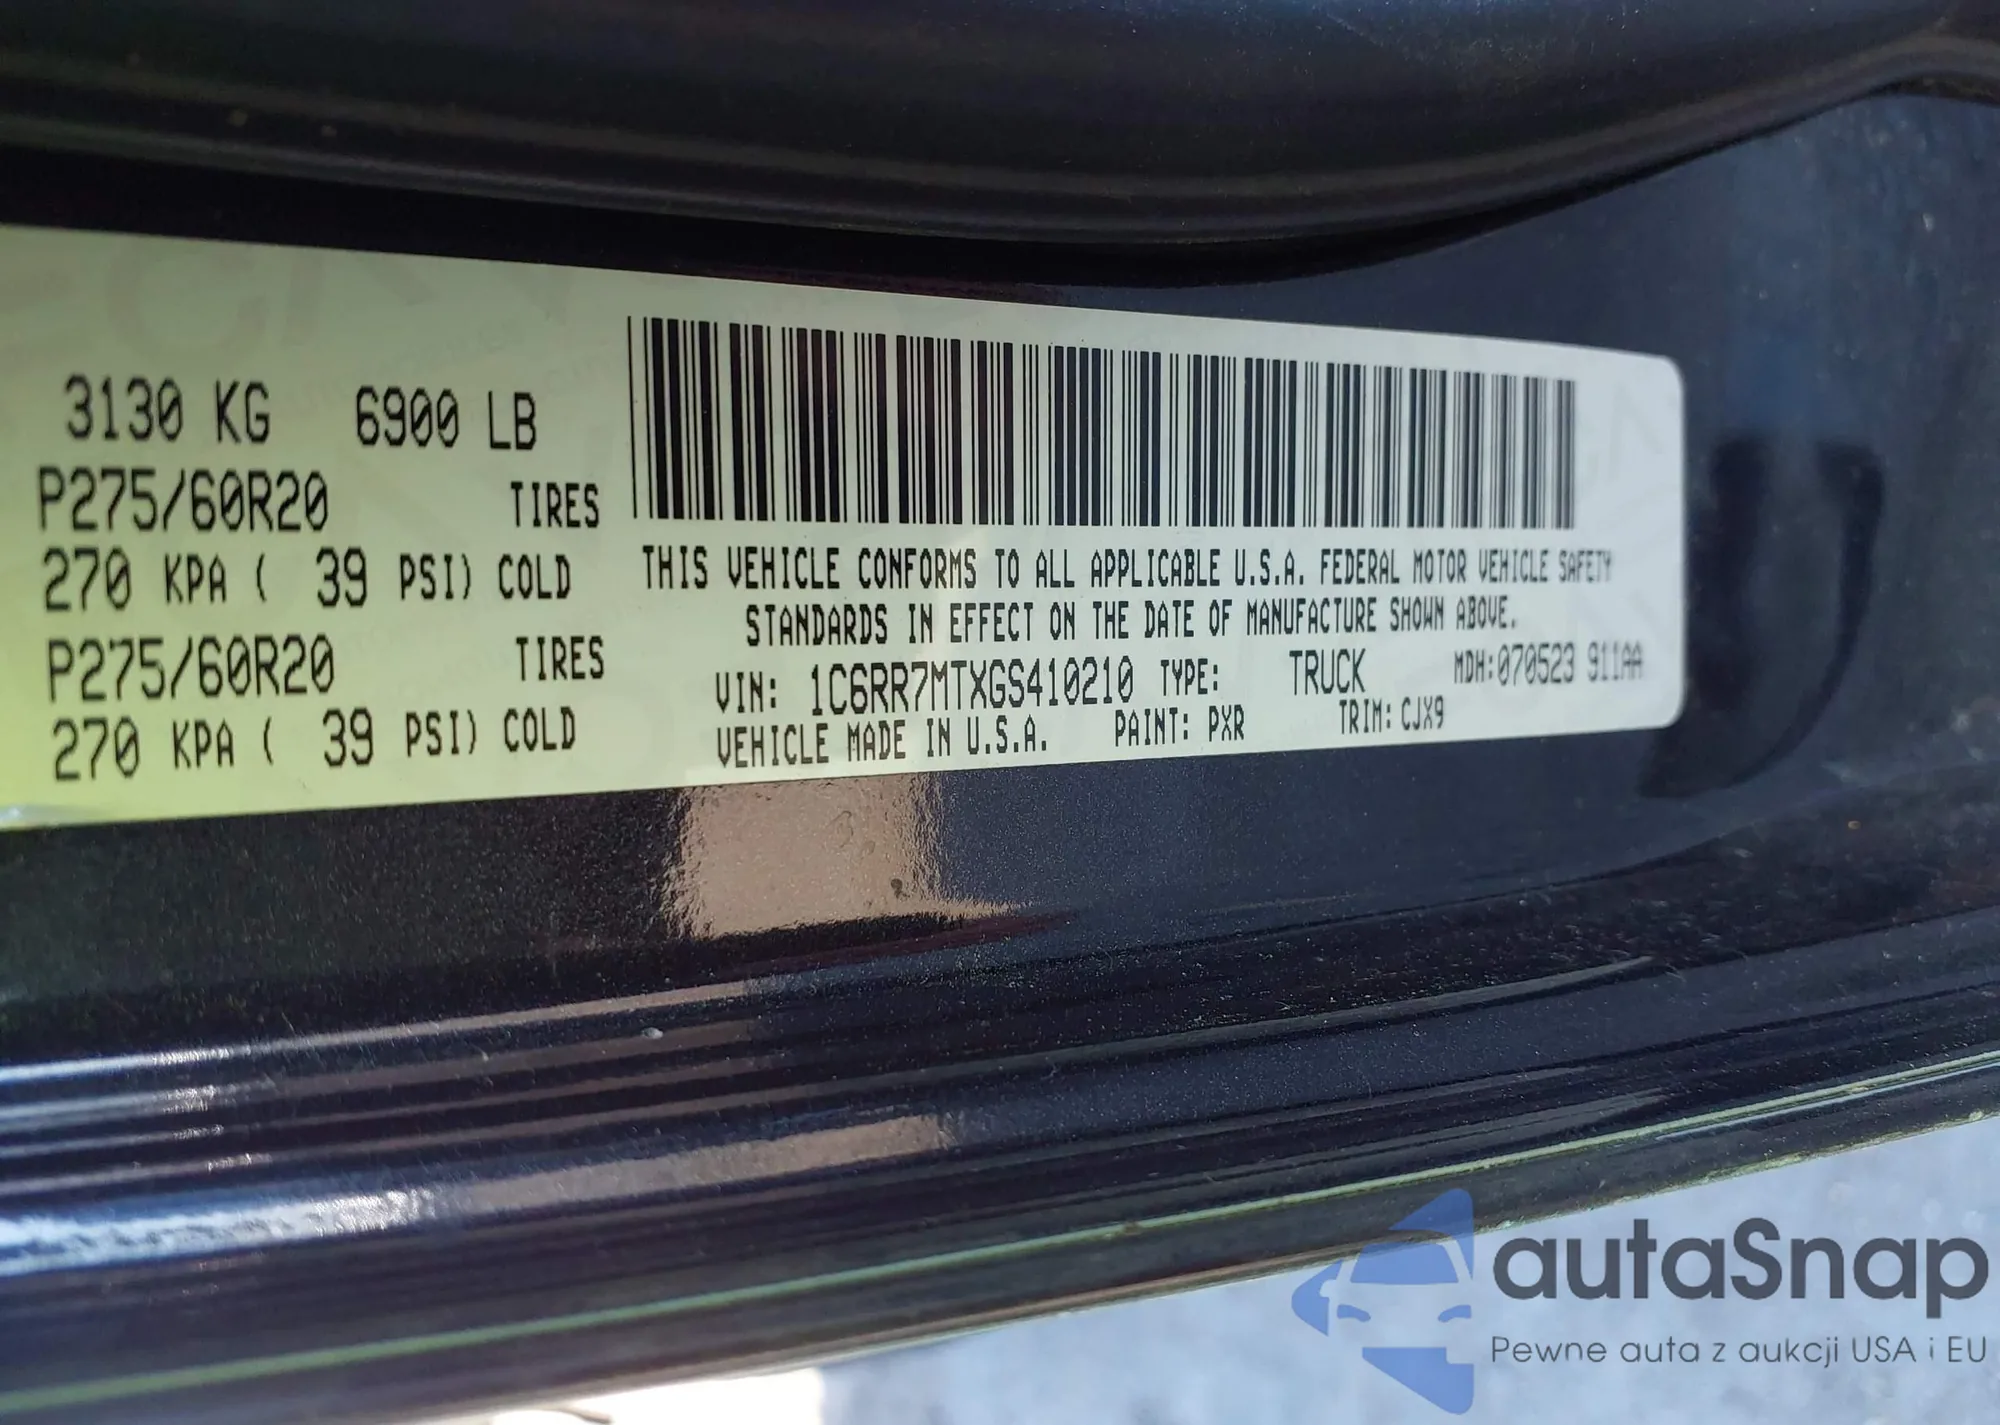 3130 KG 6900 LB
P275/60R20 TIRES
270 KPA ( 39 PSI) COLD
P275/60R20 TIRES
270 KPA ( 39 PSI) COLD
THIS VEHICLE CONFORMS TO ALL APPLICABLE U.S.A. FEDERAL MOTOR VEHICLE SAFETY
STANDARDS IN EFFECT ON THE DATE OF MANUFACTURE SHOWN ABOVE.
VIN: 1C6RR7MTXGS410210 TYPE: TRUCK MDH:070523 911AA
VEHICLE MADE IN U.S.A. PAINT: PXR TRIM: CJX9
autaSnap
Pewne auta z aukcji USA i EU